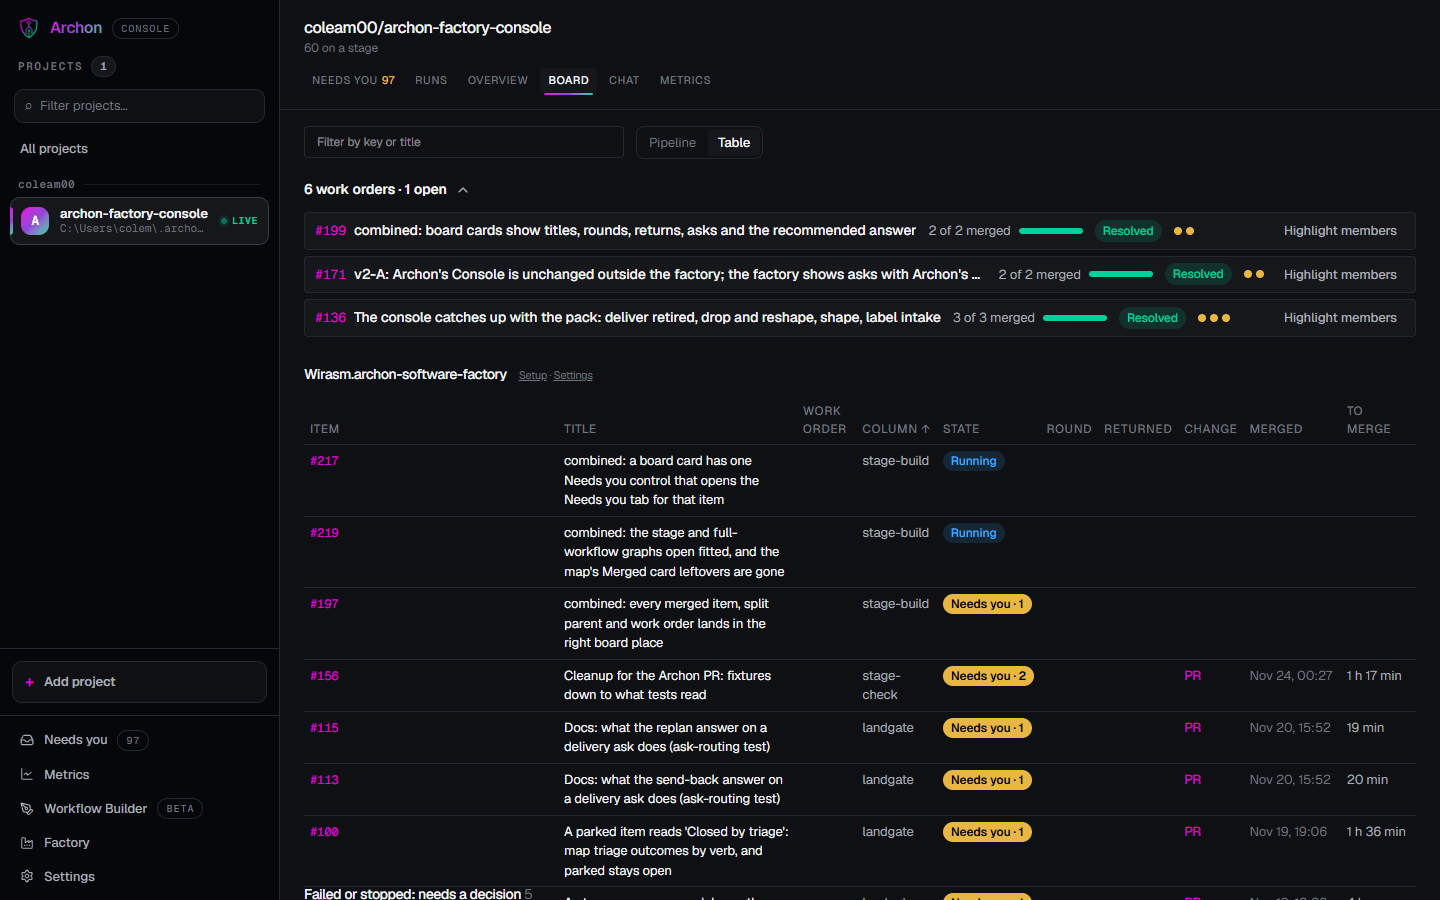 Archon CONSOLE
PROJECTS 1
Filter projects...
All projects
coleam00
A archon-factory-console LIVE
C:\Users\colem\.archo…
Add project
Needs you 97
Metrics
Workflow Builder BETA
Factory
Settings
coleam00/archon-factory-console
60 on a stage
NEEDS YOU 97 RUNS OVERVIEW BOARD CHAT METRICS
Filter by key or title Pipeline Table
6 work orders · 1 open
#199 combined: board cards show titles, rounds, returns, asks and the recommended answer 2 of 2 merged Resolved Highlight members
#171 v2-A: Archon's Console is unchanged outside the factory; the factory shows asks with Archon's ... 2 of 2 merged Resolved Highlight members
#136 The console catches up with the pack: deliver retired, drop and reshape, shape, label intake 3 of 3 merged Resolved Highlight members
Wirasm.archon-software-factory Setup · Settings
WORK TO
ITEM TITLE ORDER COLUMN ↑ STATE ROUND RETURNED CHANGE MERGED MERGE
#217 combined: a board card has one stage-build Running
Needs you control that opens the
Needs you tab for that item
#219 combined: the stage and full- stage-build Running
workflow graphs open fitted, and the
map's Merged card leftovers are gone
#197 combined: every merged item, split stage-build Needs you · 1
parent and work order lands in the
right board place
#156 Cleanup for the Archon PR: fixtures stage- Needs you · 2 PR Nov 24, 00:27 1 h 17 min
down to what tests read check
#115 Docs: what the replan answer on a landgate Needs you · 1 PR Nov 20, 15:52 19 min
delivery ask does (ask-routing test)
#113 Docs: what the send-back answer on landgate Needs you · 1 PR Nov 20, 15:52 20 min
a delivery ask does (ask-routing test)
#100 A parked item reads 'Closed by triage': landgate Needs you · 1 PR Nov 19, 19:06 1 h 36 min
map triage outcomes by verb, and
parked stays open
Failed or stopped: needs a decision 5